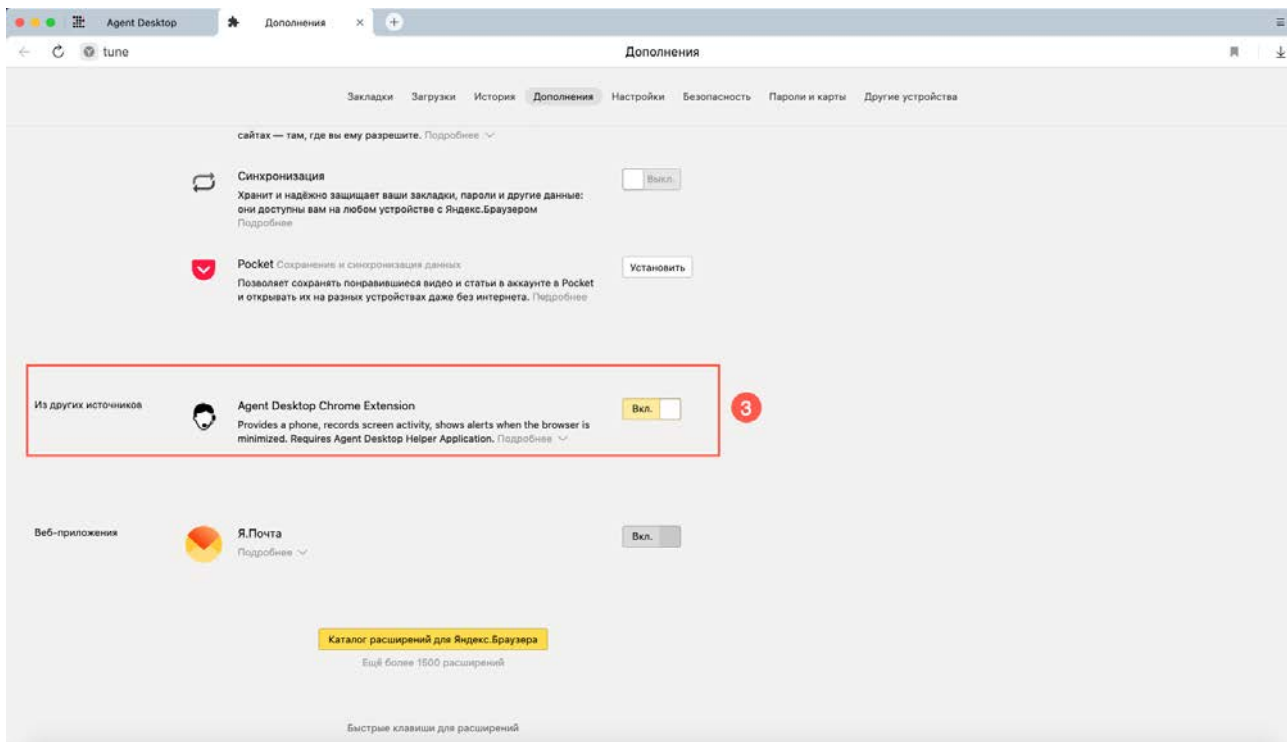 Agent Desktop
Дополнения
tune
Дополнения
Закладки Загрузки История Дополнения Настройки Безопасность Пароли и карты Другие устройства
сайтах — там, где вы ему разрешите. Подробнее
Синхронизация
Выкл.
Хранит и надёжно защищает ваши закладки, пароли и другие данные:
они доступны вам на любом устройстве с Яндекс.Браузером
Подробнее
Pocket Сохранение и синхронизация данных
Установить
Позволяет сохранять понравившиеся видео и статьи в аккаунте в Pocket
и открывать их на разных устройствах даже без интернета. Подробнее
Из других источников
Agent Desktop Chrome Extension
Вкл.
3
Provides a phone, records screen activity, shows alerts when the browser is
minimized. Requires Agent Desktop Helper Application. Подробнее
Веб-приложения
Я.Почта
Вкл.
Подробнее
Каталог расширений для Яндекс.Браузера
Ещё более 1500 расширений
Быстрые клавиши для расширений